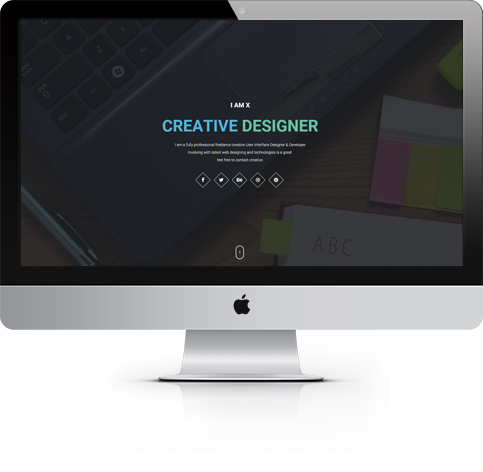 I AM X
CREATIVE DESIGNER
I am a fully professional freelance creative User Interface Designer & Developer.
Involving with latest web designing and technologies is a great
feel free to contact creative.
f Bē
ABC